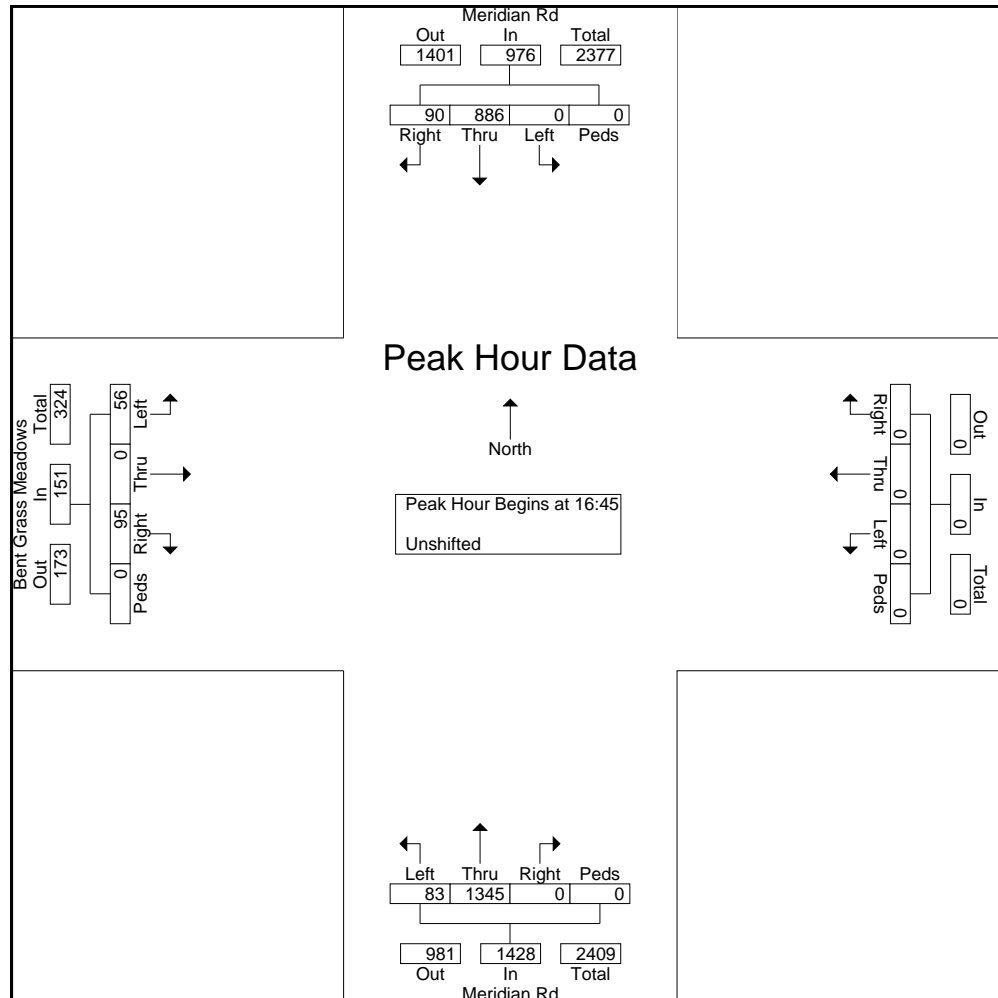 Meridian Rd
Out In Total
1401 976 2377
90 886 0 0
Right Thru Left Peds
Peak Hour Data
North
Peak Hour Begins at 16:45
Unshifted
Bent Grass Meadows
Out In Total
173 151 324
56 0 95 0
Left Thru Right Peds
Right Thru Left Peds
0 0 0 0
Out In Total
0 0 0
Left Thru Right Peds
83 1345 0 0
981 1428 2409
Out In Total
Meridian Rd